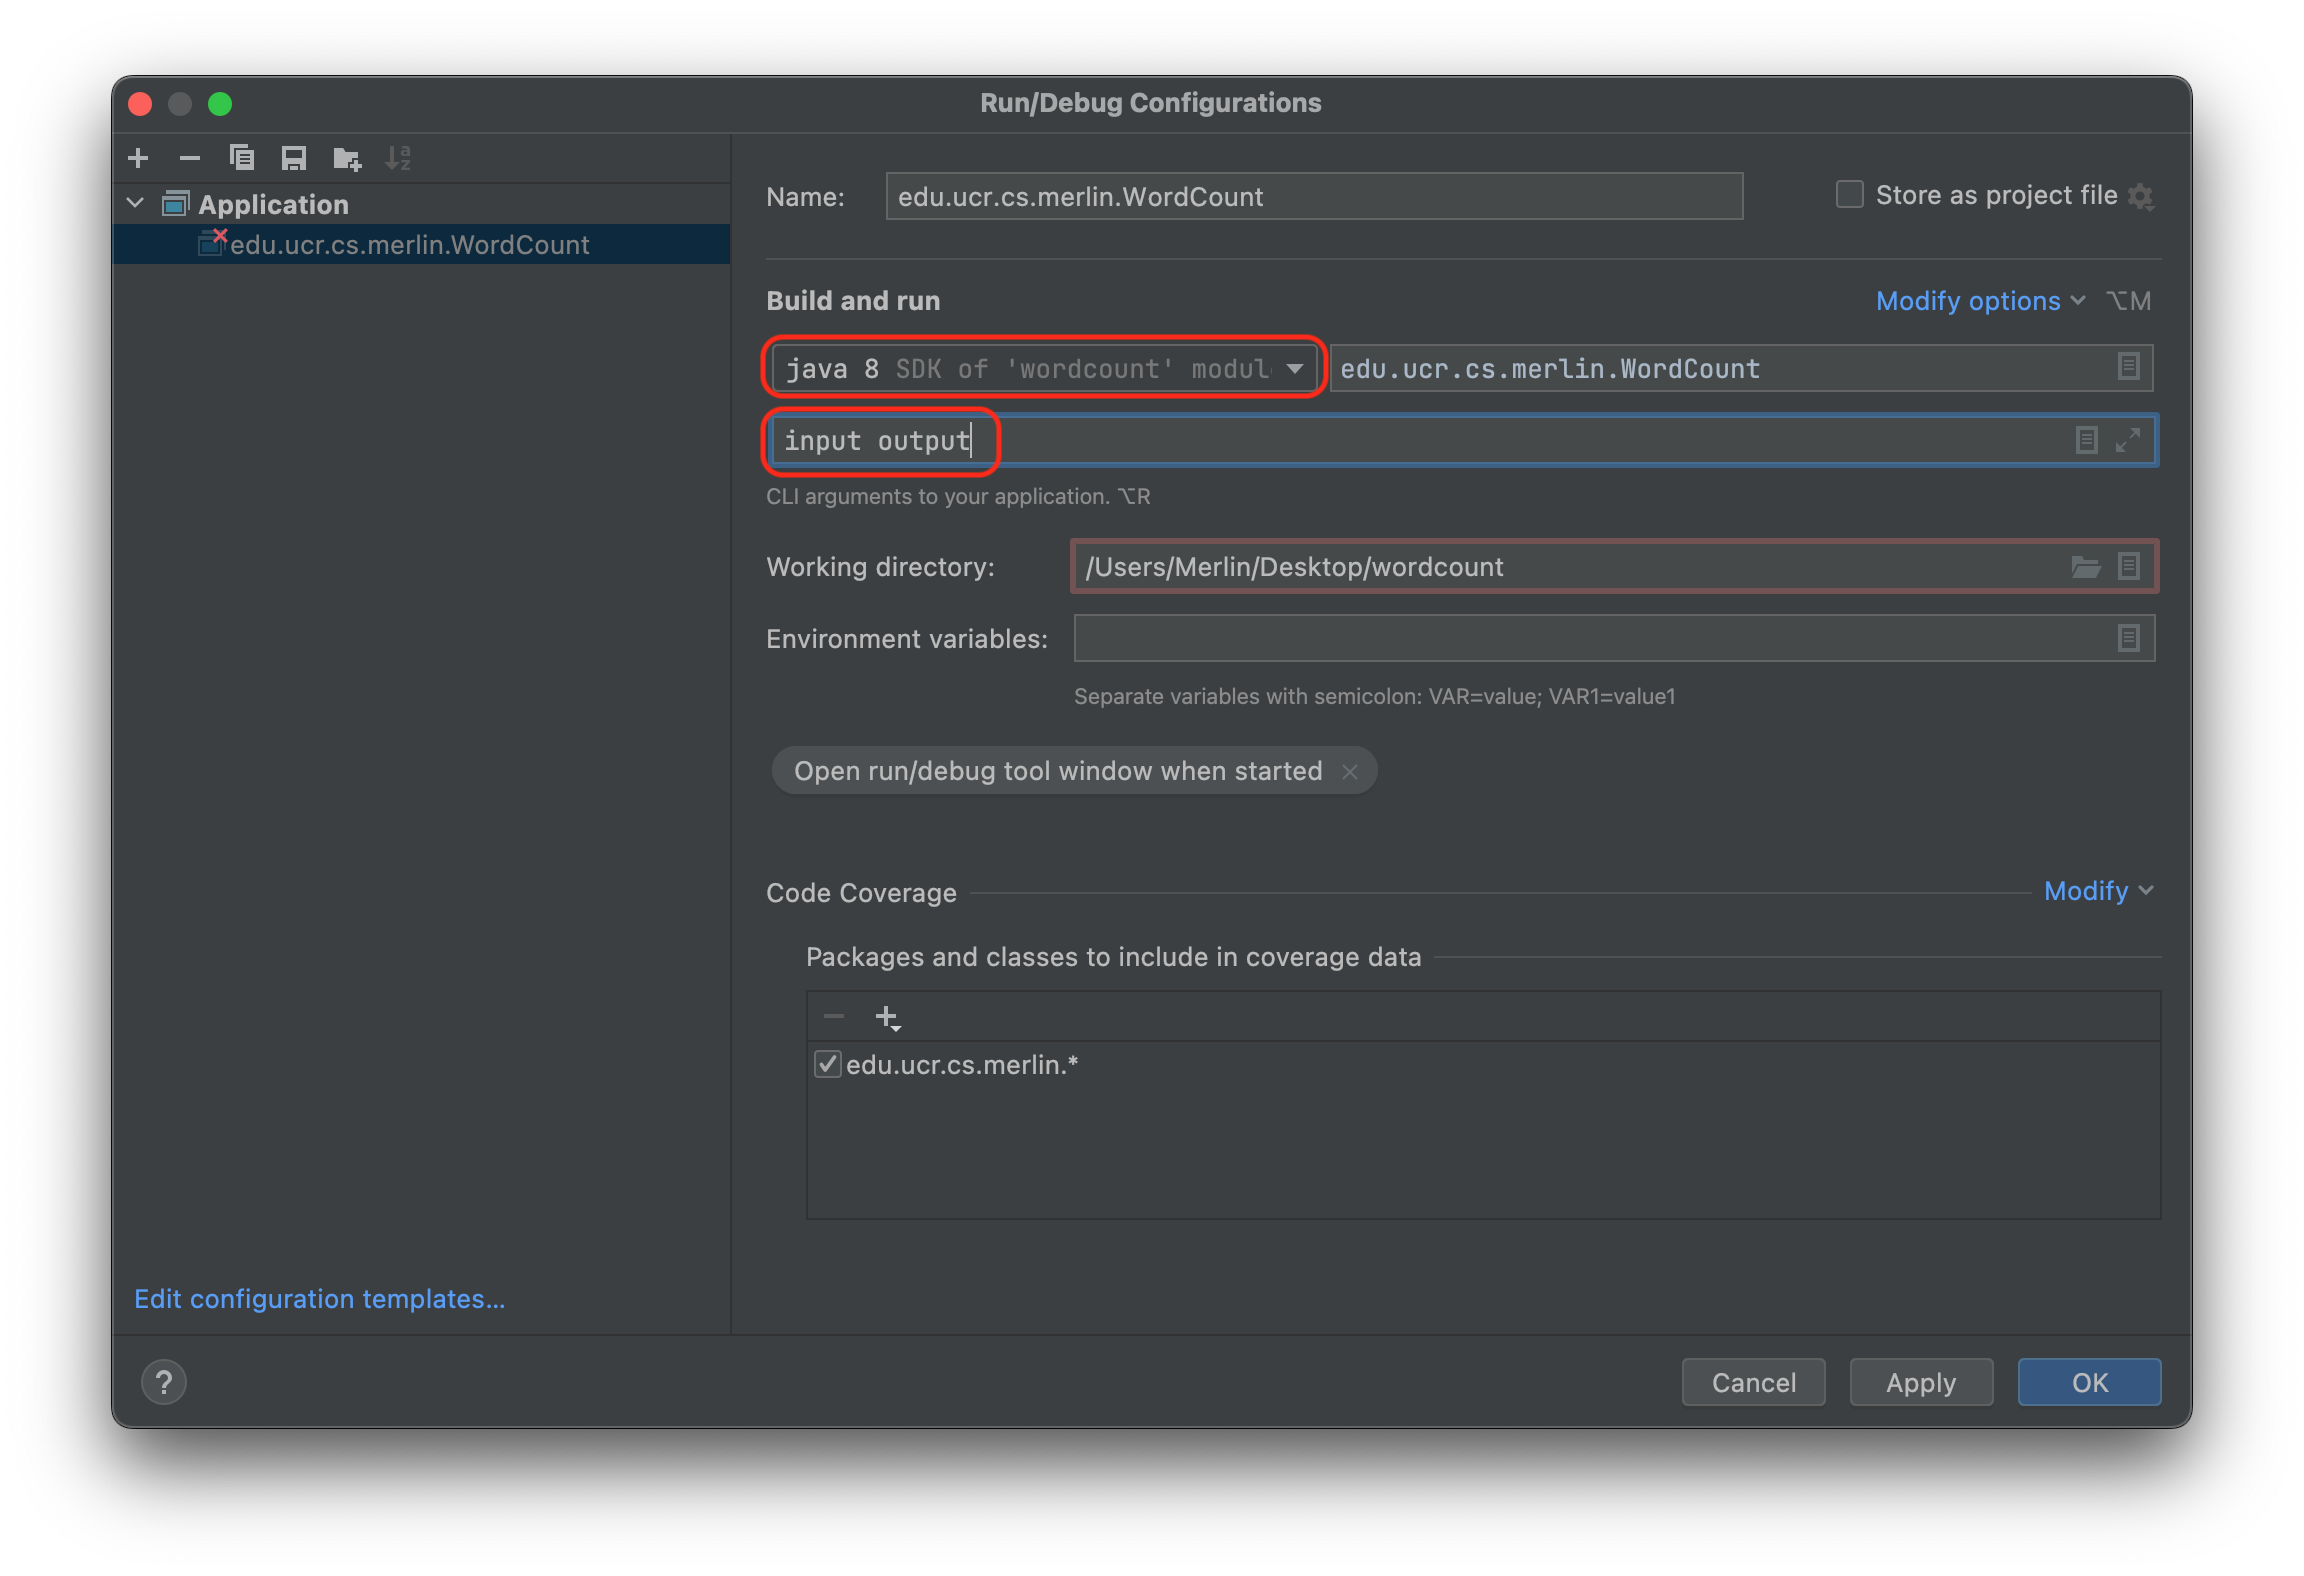 Run/Debug Configurations
Application
edu.ucr.cs.merlin.WordCount
Edit configuration templates...
Name: edu.ucr.cs.merlin.WordCount
Store as project file
Build and run
Modify options ⌥M
java 8 SDK of 'wordcount' modul
edu.ucr.cs.merlin.WordCount
input output
CLI arguments to your application. ⌥R
Working directory: /Users/Merlin/Desktop/wordcount
Environment variables:
Separate variables with semicolon: VAR=value; VAR1=value1
Open run/debug tool window when started
Code Coverage
Modify
Packages and classes to include in coverage data
edu.ucr.cs.merlin.*
?
Cancel
Apply
OK